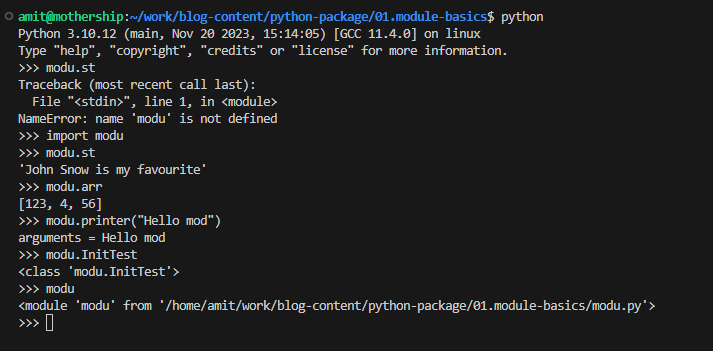 amit@mothership:~/work/blog-content/python-package/01.module-basics$ python
Python 3.10.12 (main, Nov 20 2023, 15:14:05) [GCC 11.4.0] on linux
Type "help", "copyright", "credits" or "license" for more information.
>>> modu.st
Traceback (most recent call last):
  File "<stdin>", line 1, in <module>
NameError: name 'modu' is not defined
>>> import modu
>>> modu.st
'John Snow is my favourite'
>>> modu.arr
[123, 4, 56]
>>> modu.printer("Hello mod")
arguments = Hello mod
>>> modu.InitTest
<class 'modu.InitTest'>
>>> modu
<module 'modu' from '/home/amit/work/blog-content/python-package/01.module-basics/modu.py'>
>>>